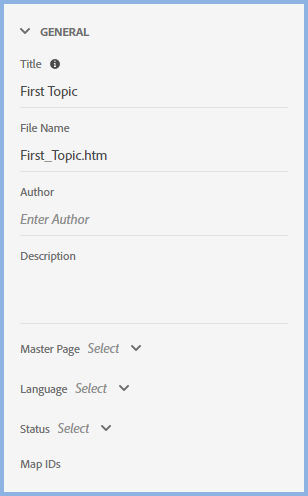 GENERAL
Title
First Topic
File Name
First_Topic.htm
Author
Enter Author
Description
Master Page Select
Language Select
Status Select
Map IDs